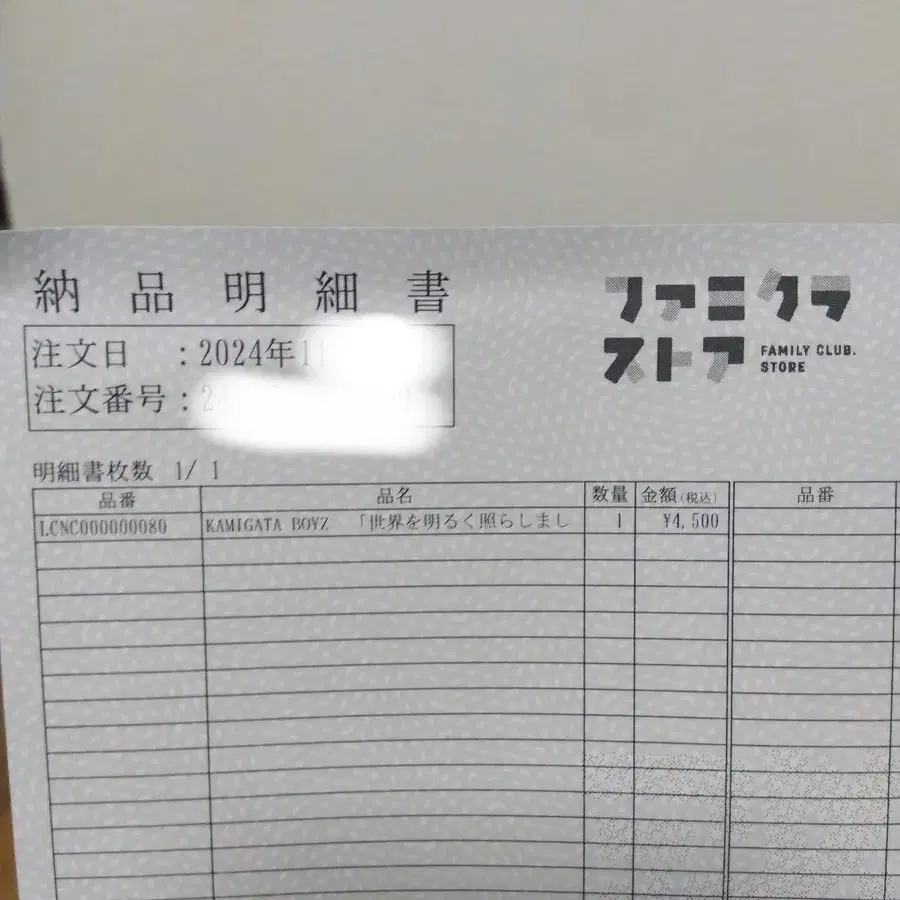 納品明細書
ファミクラ
ストア
FAMILY CLUB.
STORE
注文日 : 2024年11
注文番号 : 2
明細書枚数 1/ 1
品番 品名 数量 金額(税込) 品番
LCNC000000080 KAMIGATA BOYZ 「世界を明るく照らしまし 1 ¥4,500